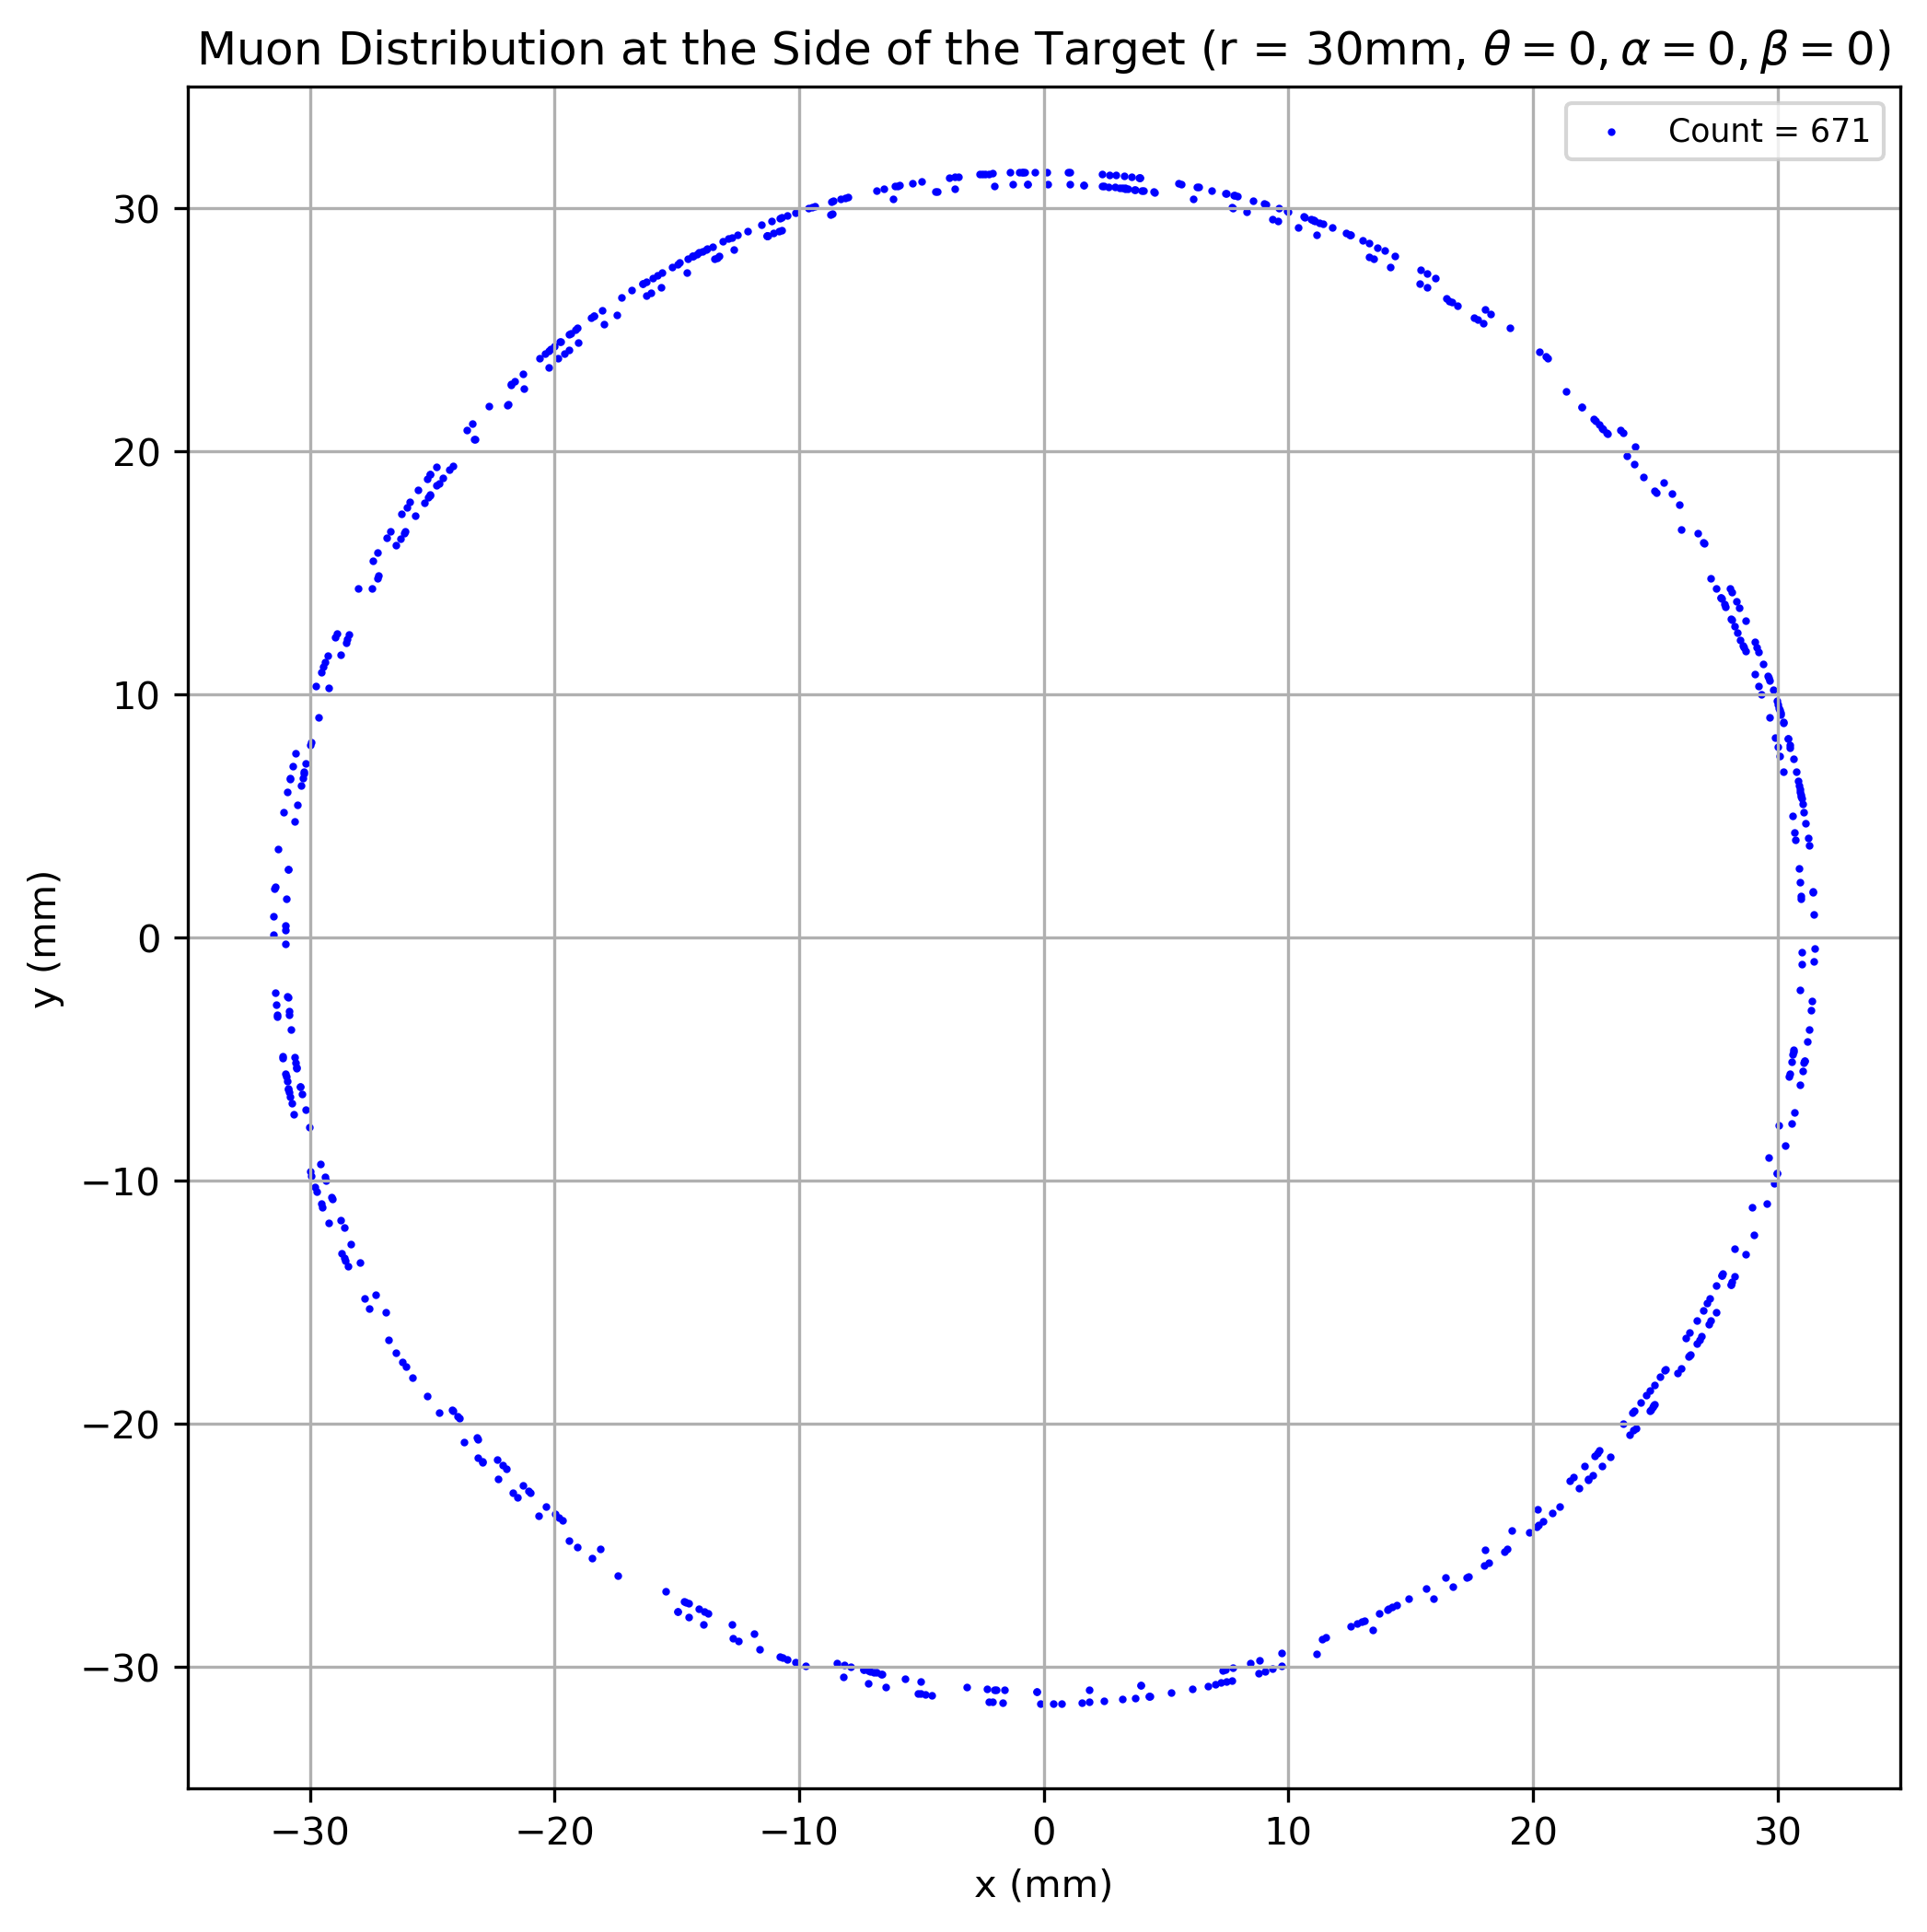 Muon Distribution at the Side of the Target (r = 30mm, θ = 0, α = 0, β = 0)
Count = 671
30
20
10
0
−10
−20
−30
y (mm)
−30 −20 −10 0 10 20 30
x (mm)